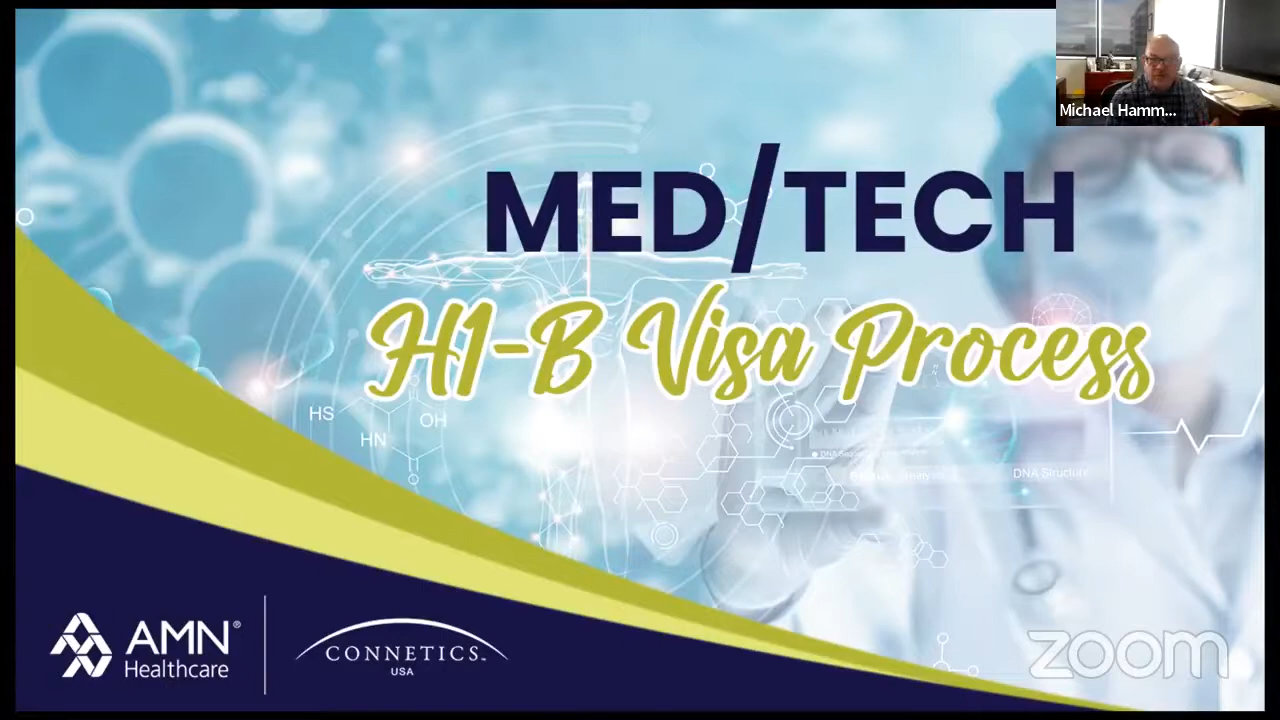 Michael Hamm...
MED/TECH
H1-B Visa Process
HS
OH
HN
DNA Structure
AMN®
Healthcare
CONNETICS
USA
zoom